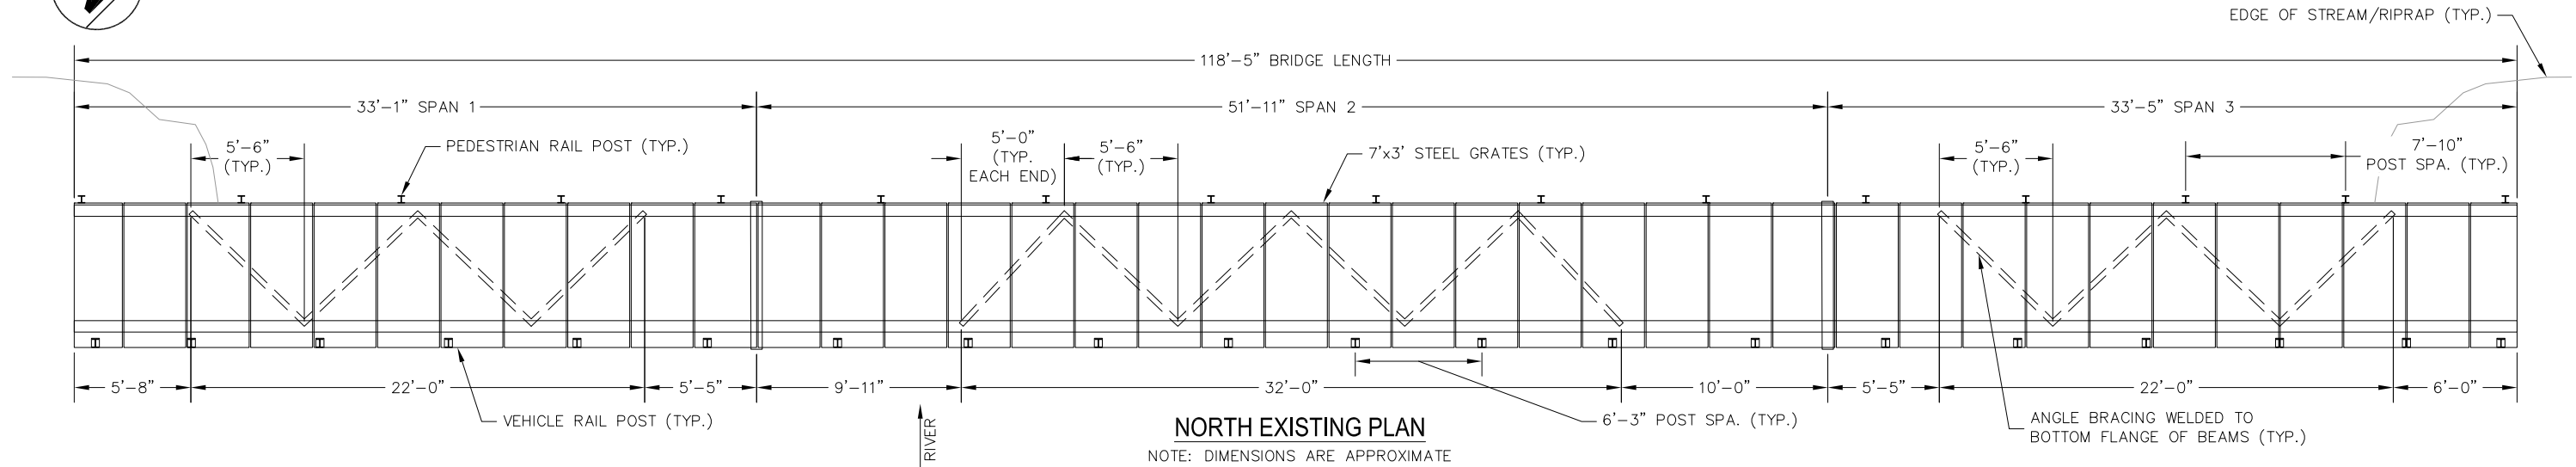 EDGE OF STREAM/RIPRAP (TYP.)
118'-5" BRIDGE LENGTH
33'-1" SPAN 1
51'-11" SPAN 2
33'-5" SPAN 3
5'-6"
(TYP.)
PEDESTRIAN RAIL POST (TYP.)
5'-0"
(TYP.
EACH END)
5'-6"
(TYP.)
7'x3' STEEL GRATES (TYP.)
5'-6"
(TYP.)
7'-10"
POST SPA. (TYP.)
5'-8"
22'-0"
5'-5"
9'-11"
32'-0"
10'-0"
5'-5"
22'-0"
6'-0"
VEHICLE RAIL POST (TYP.)
RIVER
6'-3" POST SPA. (TYP.)
ANGLE BRACING WELDED TO
BOTTOM FLANGE OF BEAMS (TYP.)
NORTH EXISTING PLAN
NOTE: DIMENSIONS ARE APPROXIMATE